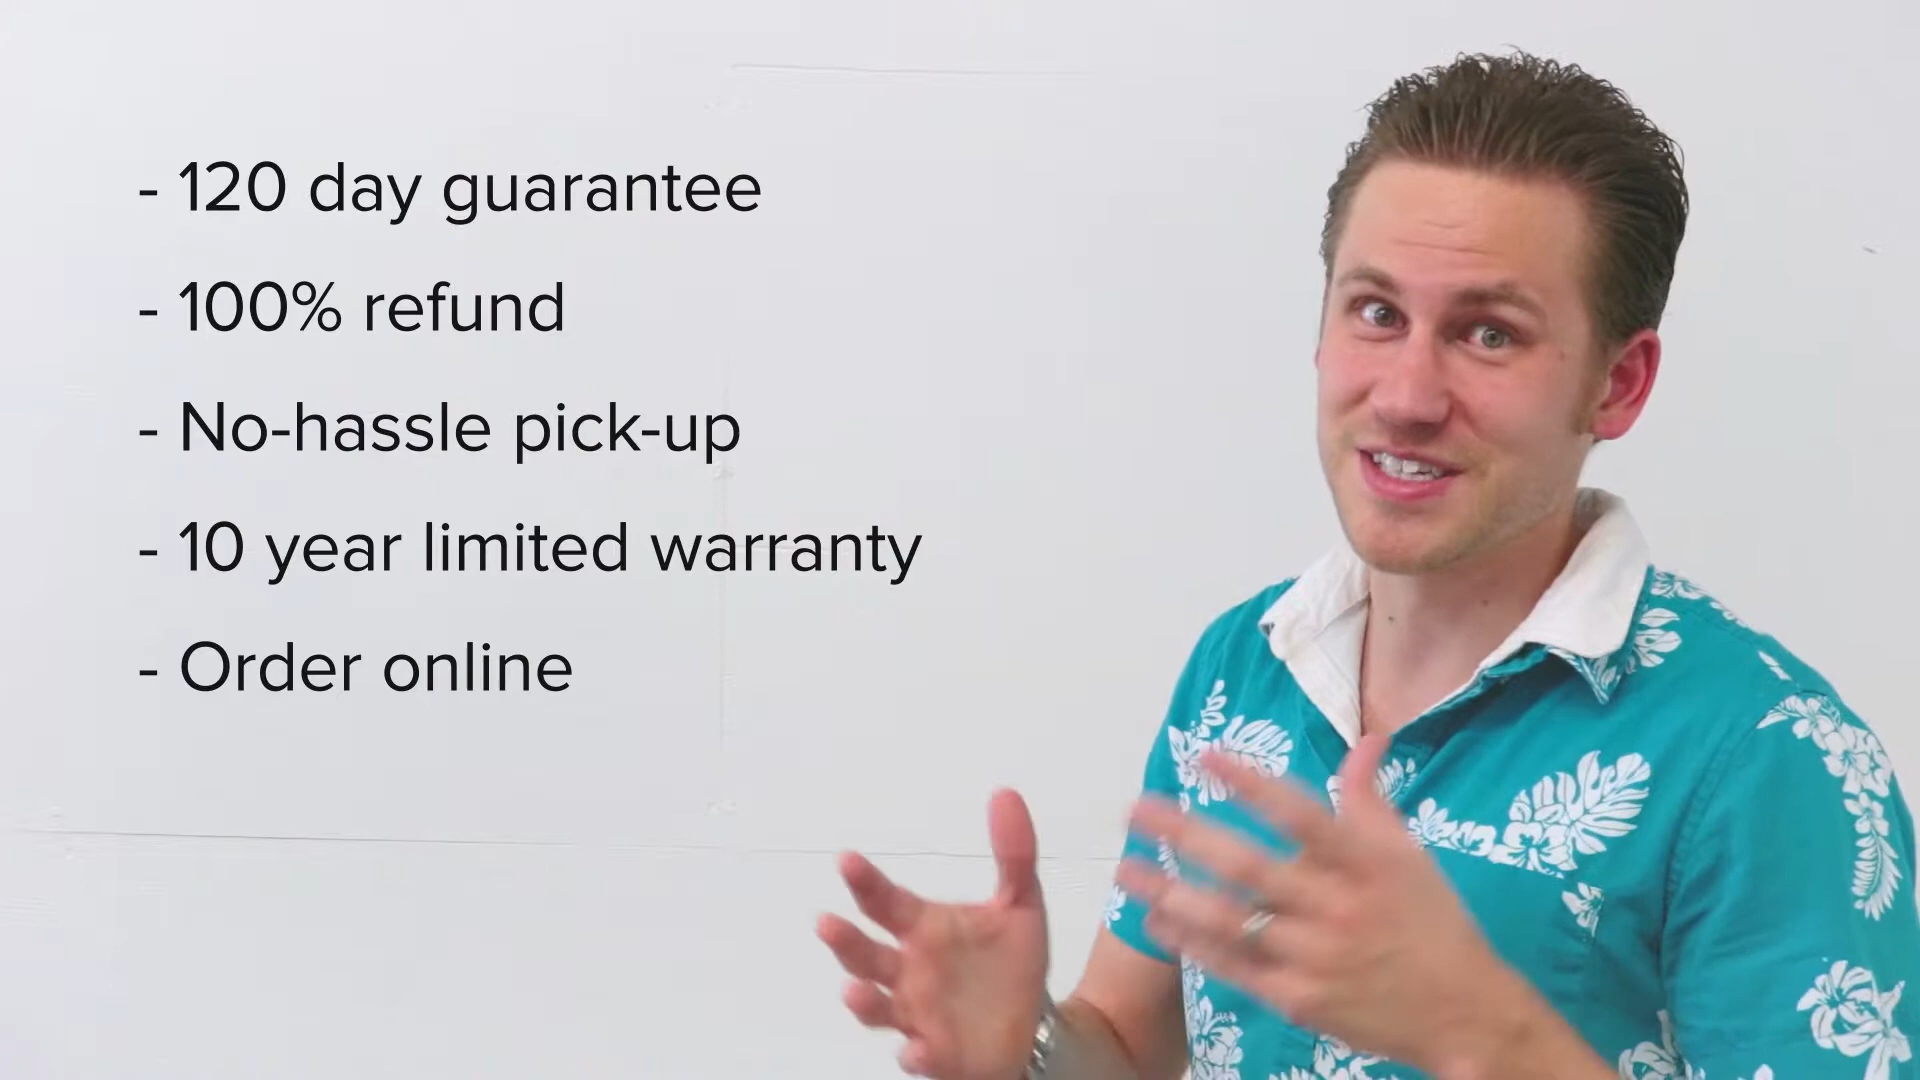 - 120 day guarantee
- 100% refund
- No-hassle pick-up
- 10 year limited warranty
- Order online